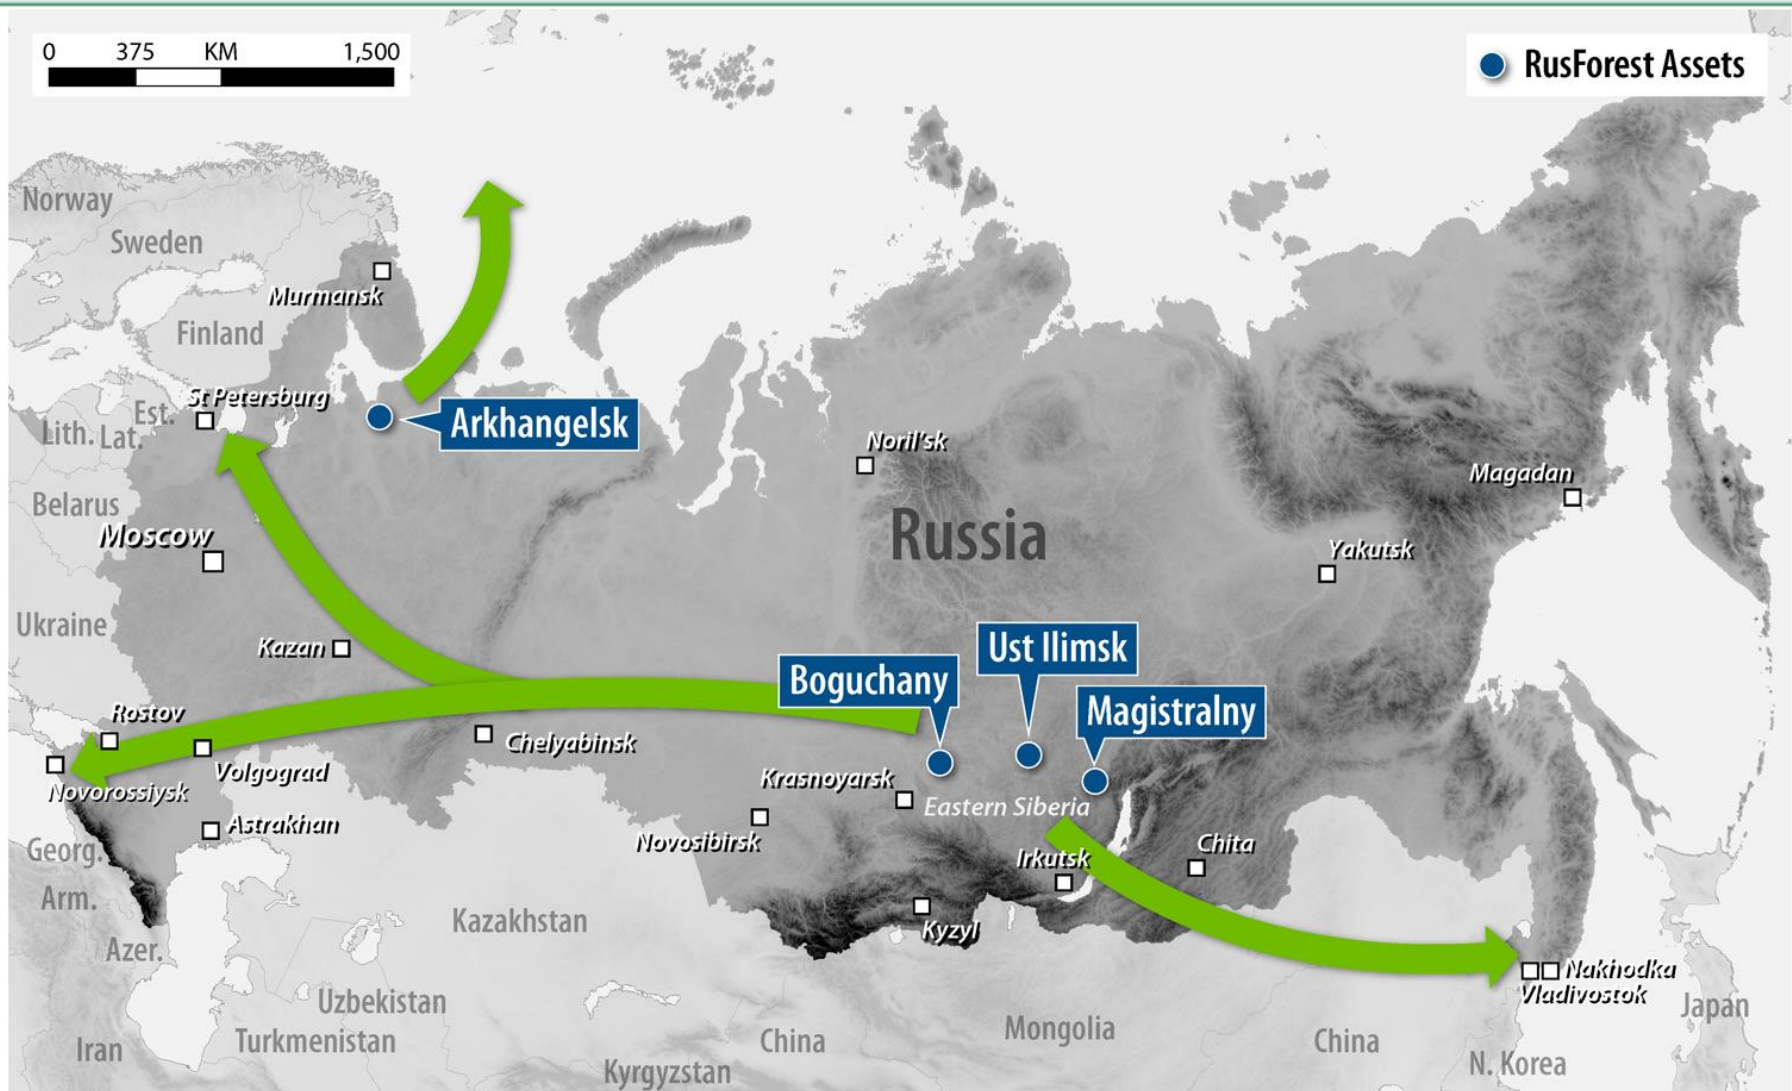 0 375 KM 1,500
RusForest Assets
Norway
Sweden
Murmansk
Finland
St Petersburg
Est.
Lith. Lat.
Arkhangelsk
Noril'sk
Magadan
Belarus
Moscow
Russia
Yakutsk
Ukraine
Kazan
Ust Ilimsk
Boguchany
Magistralny
Rostov
Chelyabinsk
Volgograd
Novorossiysk
Krasnoyarsk
Eastern Siberia
Astrakhan
Novosibirsk
Georg.
Irkutsk
Chita
Arm.
Kazakhstan
Kyzyl
Azer.
Nakhodka
Vladivostok
Uzbekistan
Japan
Turkmenistan
Iran
China
Mongolia
China
N. Korea
Kyrgyzstan